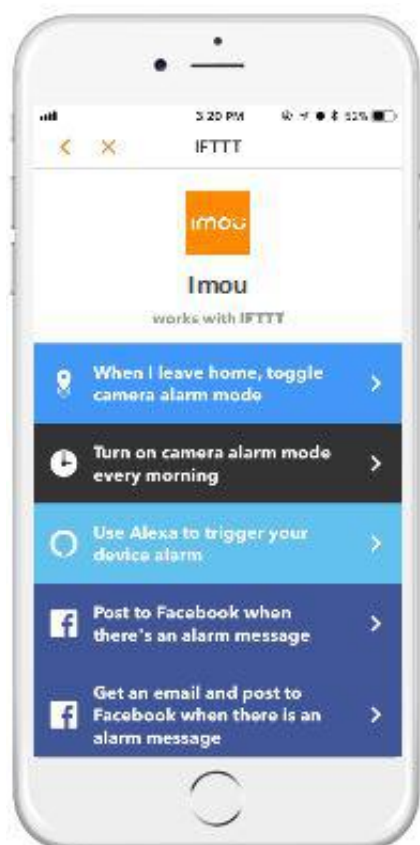 3:20 PM
52%
IFTTT
imou
Imou
works with IFTTT
When I leave home, toggle
camera alarm mode
Turn on camera alarm mode
every morning
Use Alexa to trigger your
device alarm
Post to Facebook when
there's an alarm message
Get an email and post to
Facebook when there is an
alarm message